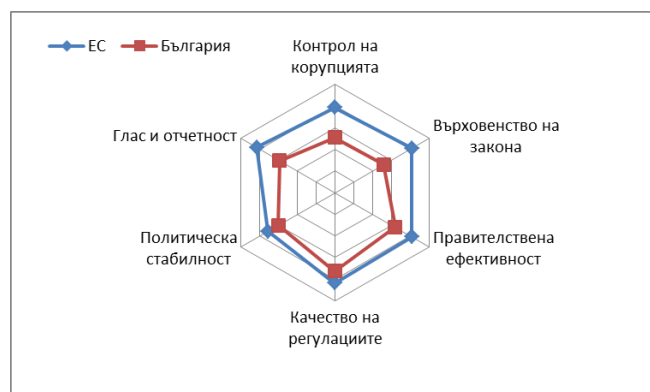 ЕС
България
Контрол на
корупцията
Върховенство на
закона
Правителствена
ефективност
Качество на
регулациите
Политическа
стабилност
Глас и отчетност